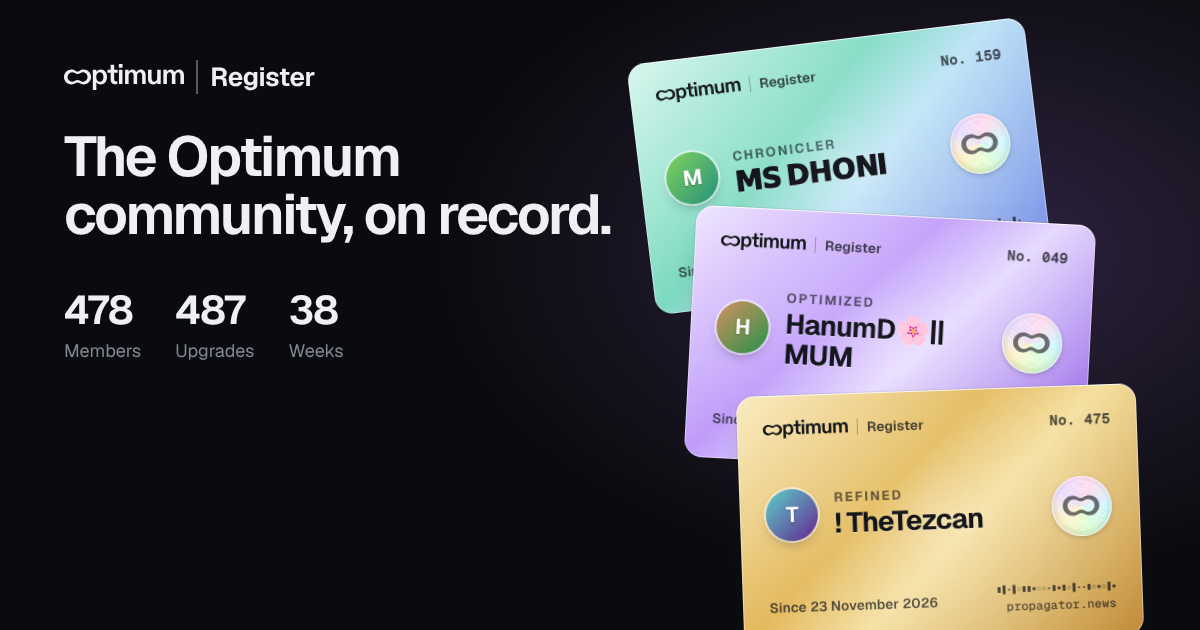 optimum | Register
The Optimum
community, on record.
478 487 38
Members Upgrades Weeks
optimum | Register No. 159
CHRONICLER
M MS DHONI
optimum | Register No. 049
OPTIMIZED
H HanumD🌸||
MUM
optimum | Register No. 475
REFINED
T ! TheTezcan
Since 23 November 2026
propagator.news